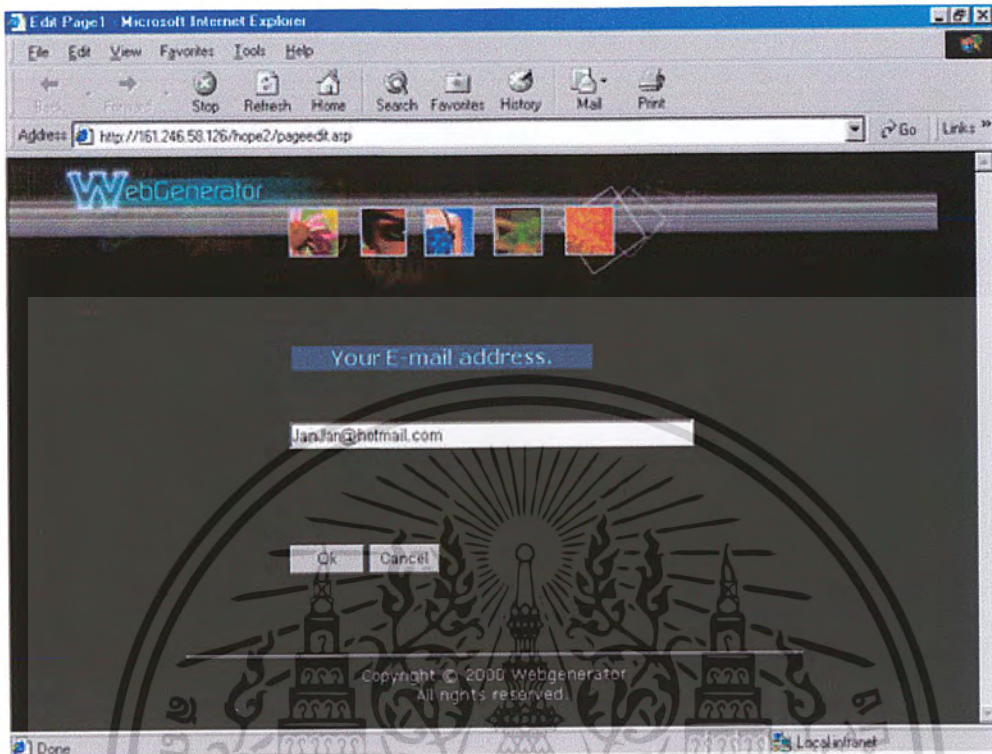 Edit Page1 - Microsoft Internet Explorer
File Edit View Favorites Tools Help
Back Forward Stop Refresh Home Search Favorites History Mail Print
Address http://161.246.58.126/hope2/pageedit.asp Go Links »
WebGenerator
Your E-mail address.
JanJan@hotmail.com
Ok Cancel
Copyright © 2000 Webgenerator
All rights reserved.
Done Local intranet